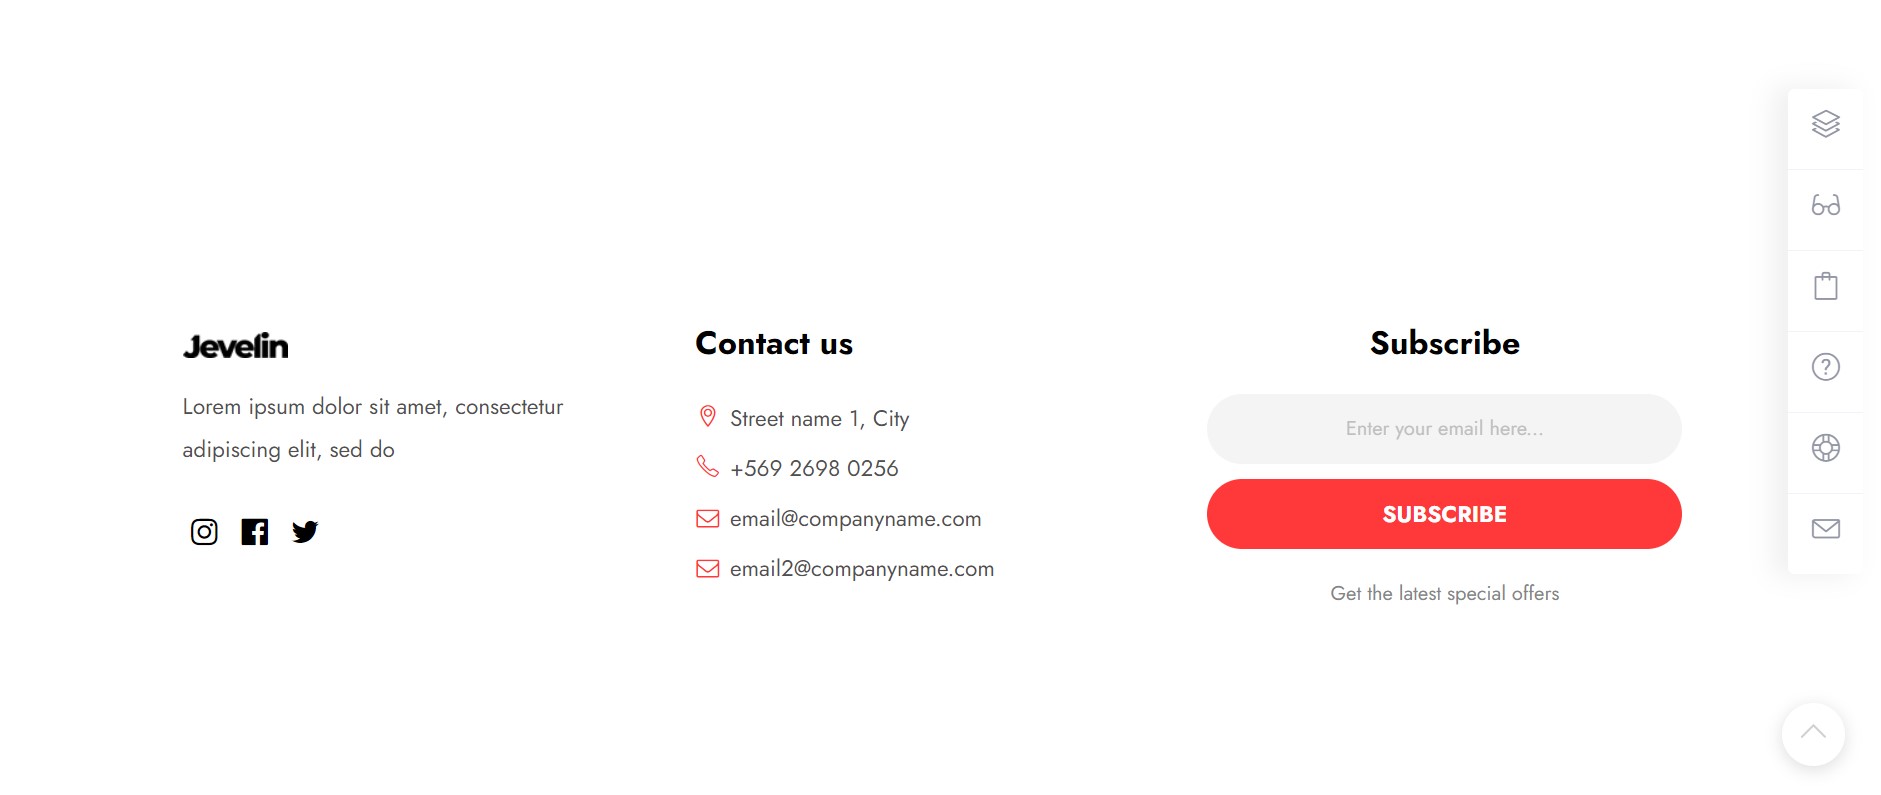 Jevelin
Lorem ipsum dolor sit amet, consectetur
adipiscing elit, sed do
Contact us
Street name 1, City
+569 2698 0256
email@companyname.com
email2@companyname.com
Subscribe
Enter your email here...
SUBSCRIBE
Get the latest special offers